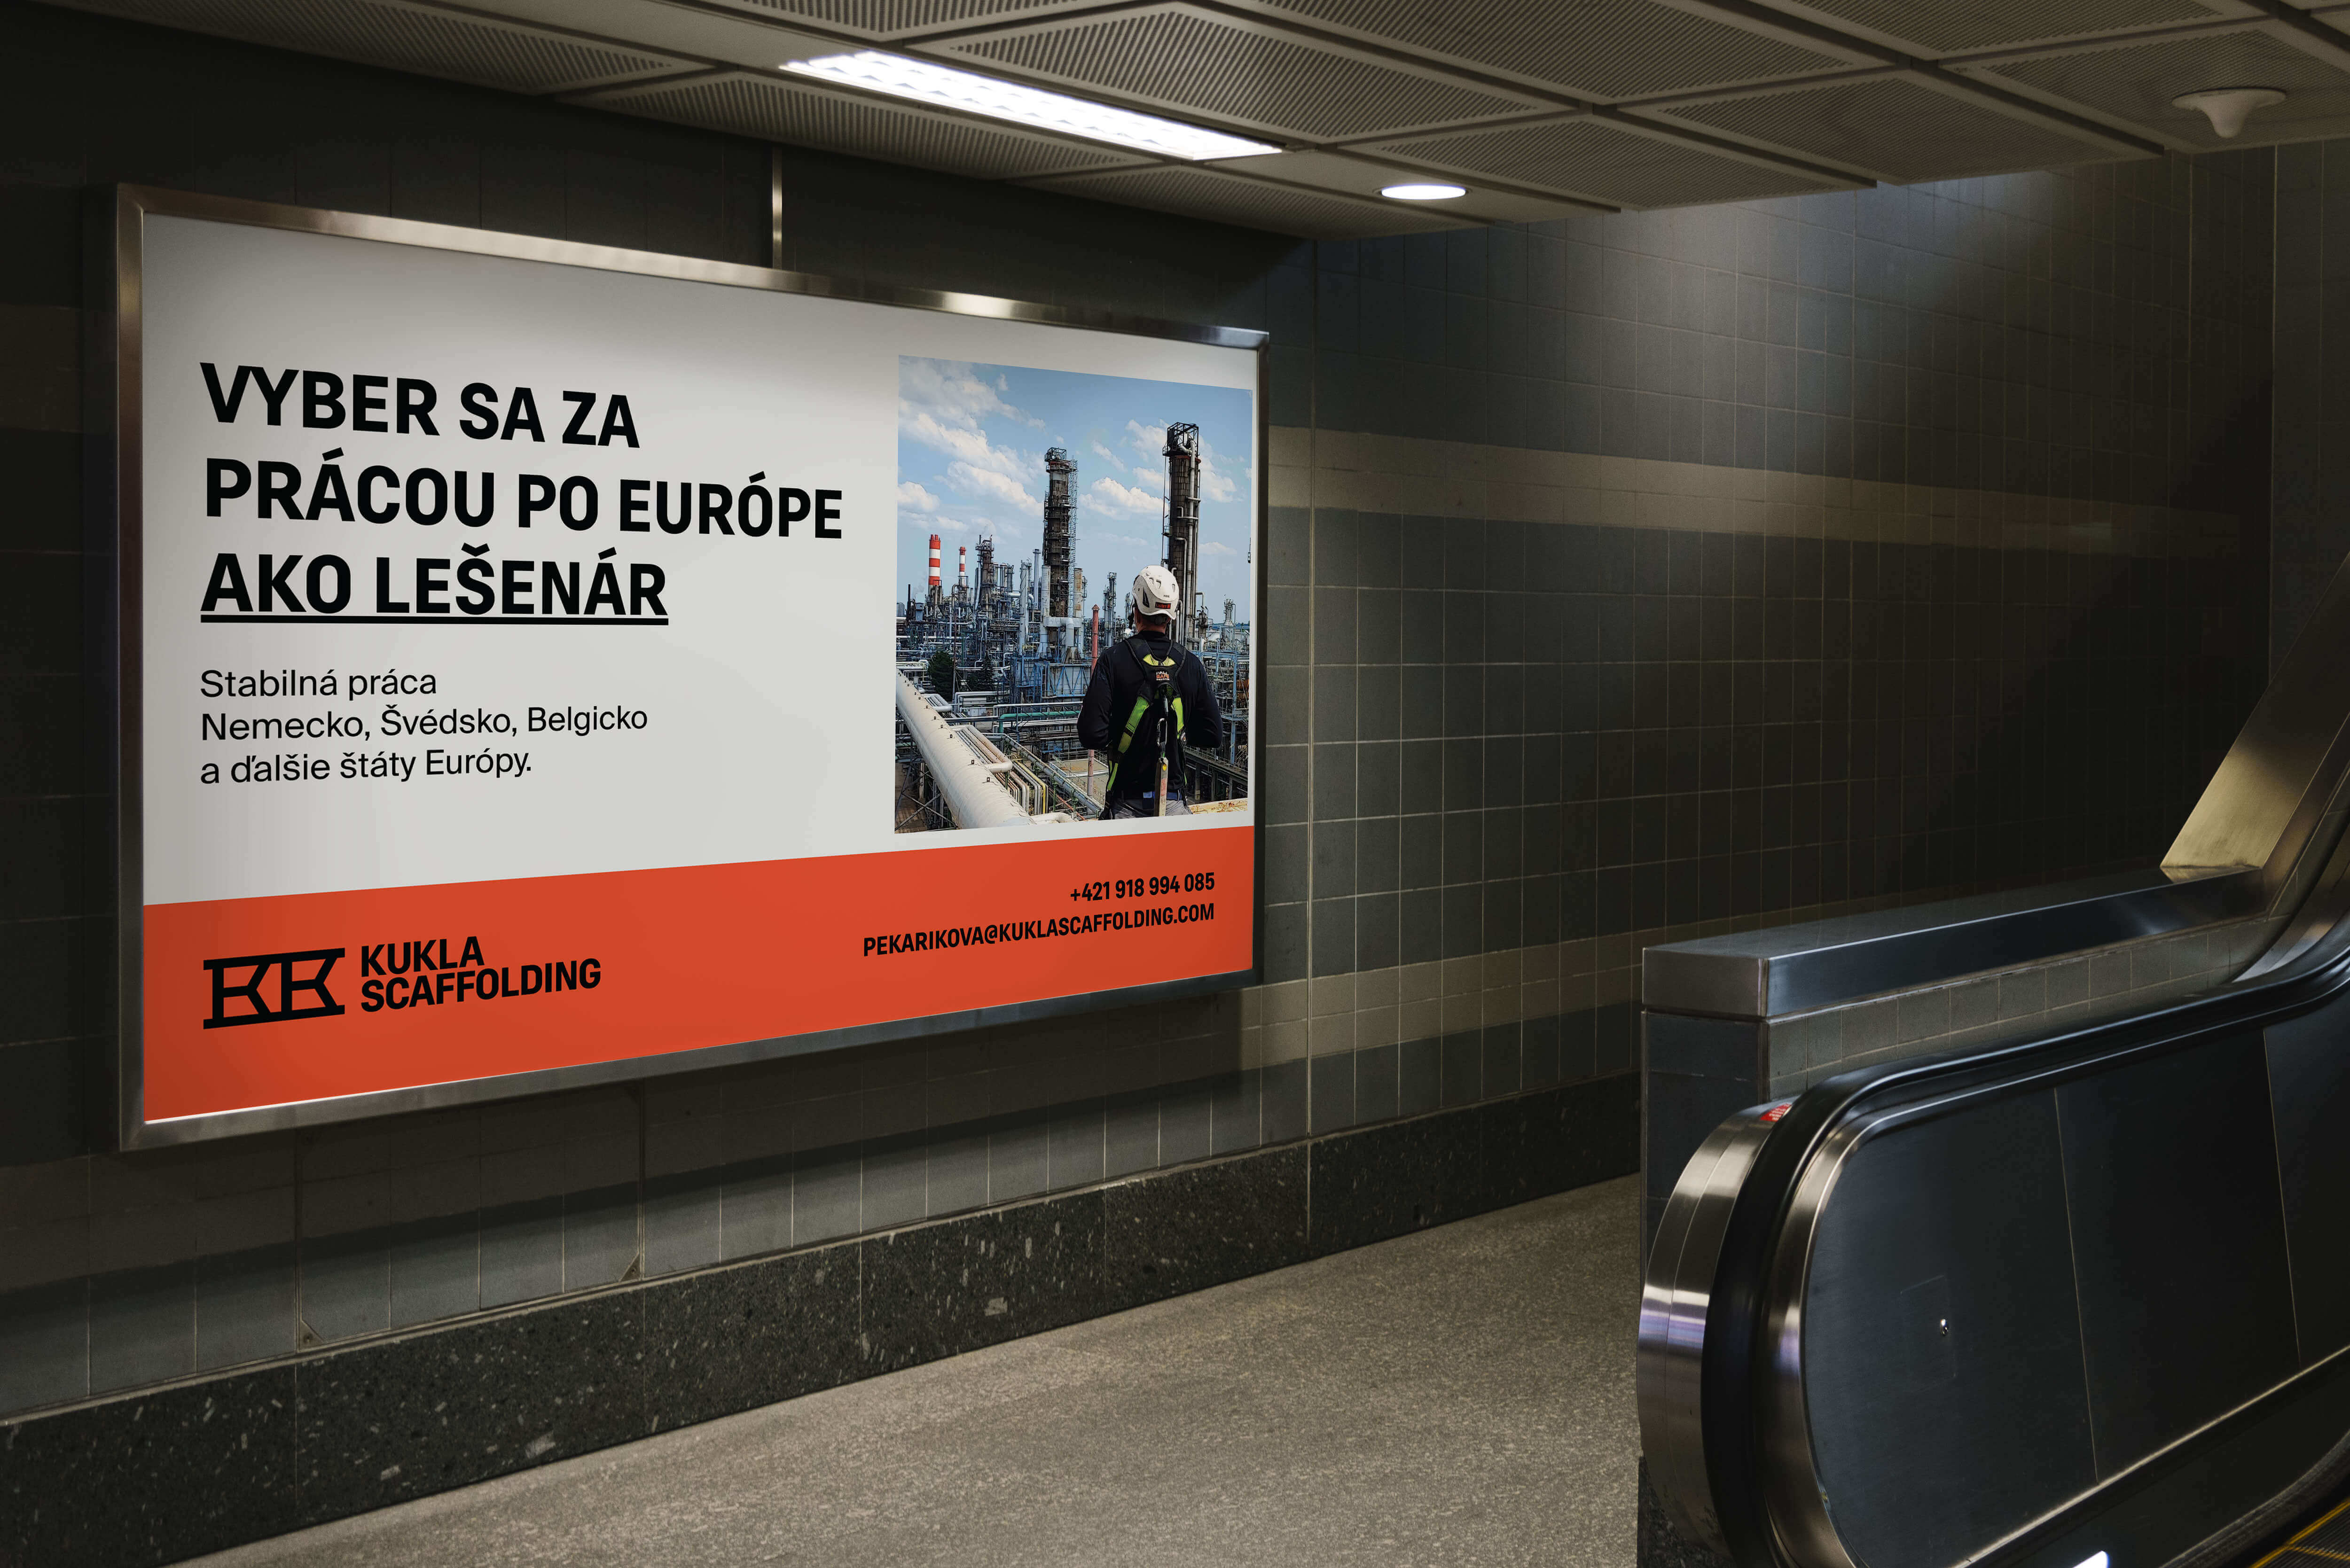 VYBER SA ZA
PRÁCOU PO EURÓPE
AKO LEŠENÁR
Stabilná práca
Nemecko, Švédsko, Belgicko
a ďalšie štáty Európy.
KUKLA
SCAFFOLDING
+421 918 994 085
PEKARIKOVA@KUKLASCAFFOLDING.COM